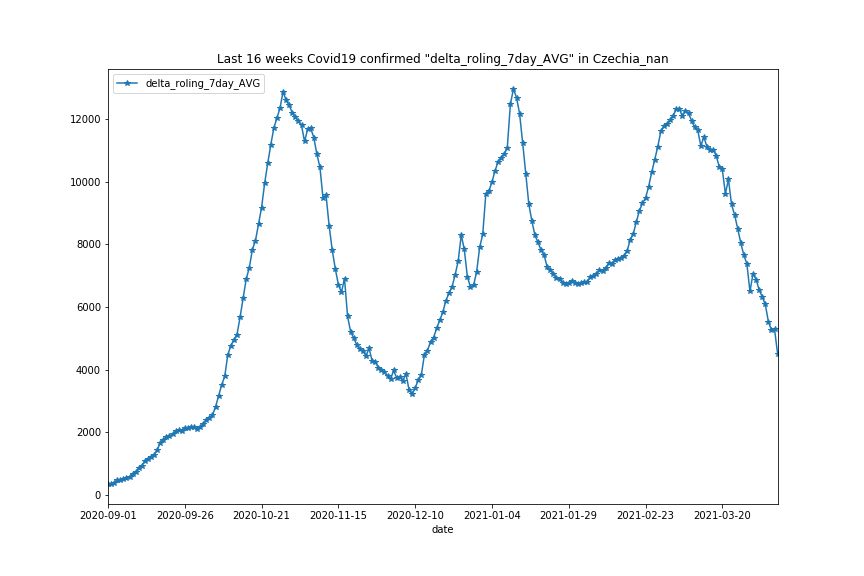 Last 16 weeks Covid19 confirmed "delta_roling_7day_AVG" in Czechia_nan
delta_roling_7day_AVG
12000
10000
8000
6000
4000
2000
0
2020-09-01 2020-09-26 2020-10-21 2020-11-15 2020-12-10 2021-01-04 2021-01-29 2021-02-23 2021-03-20
date